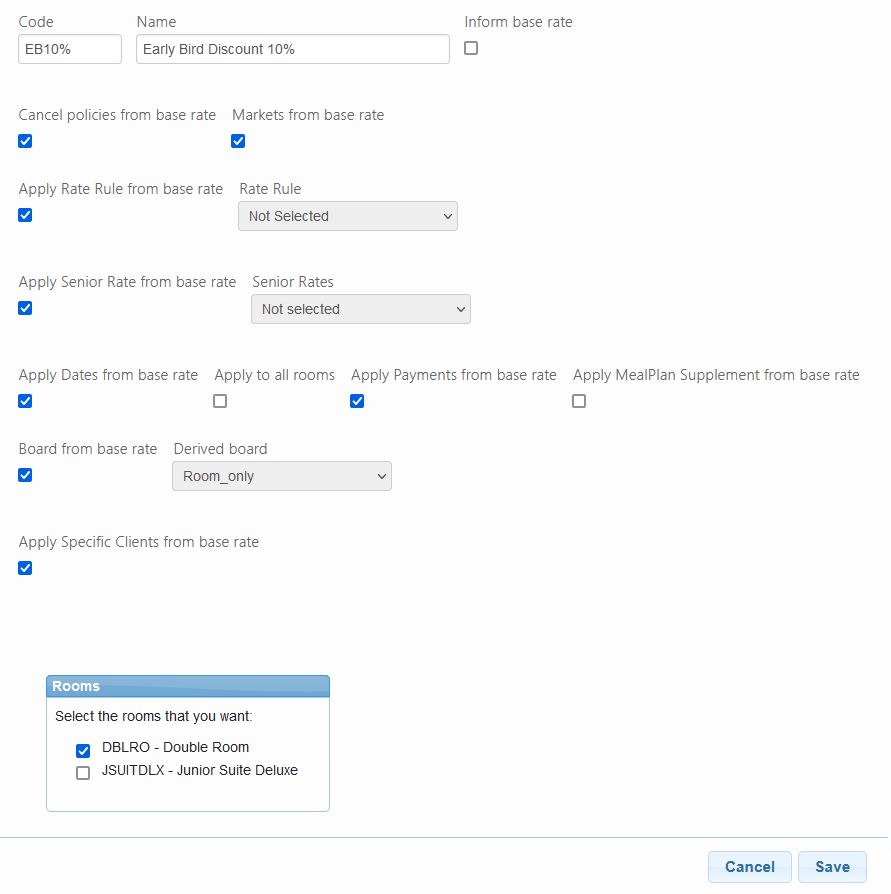 Code Name Inform base rate
EB10% Early Bird Discount 10%
Cancel policies from base rate Markets from base rate
Apply Rate Rule from base rate Rate Rule
Not Selected
Apply Senior Rate from base rate Senior Rates
Not selected
Apply Dates from base rate Apply to all rooms Apply Payments from base rate Apply MealPlan Supplement from base rate
Board from base rate Derived board
Room_only
Apply Specific Clients from base rate
Rooms
Select the rooms that you want:
DBLRO - Double Room
JSUITDLX - Junior Suite Deluxe
Cancel Save